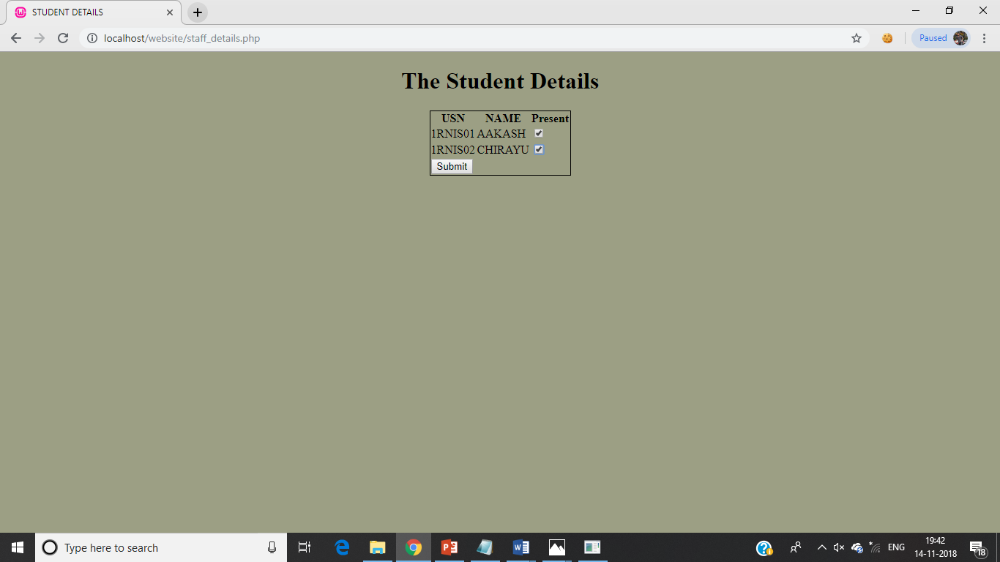 STUDENT DETAILS
localhost/website/staff_details.php
Paused
The Student Details
USN NAME Present
1RNIS01 AAKASH
1RNIS02 CHIRAYU
Submit
Type here to search
ENG
19:42
14-11-2018
18